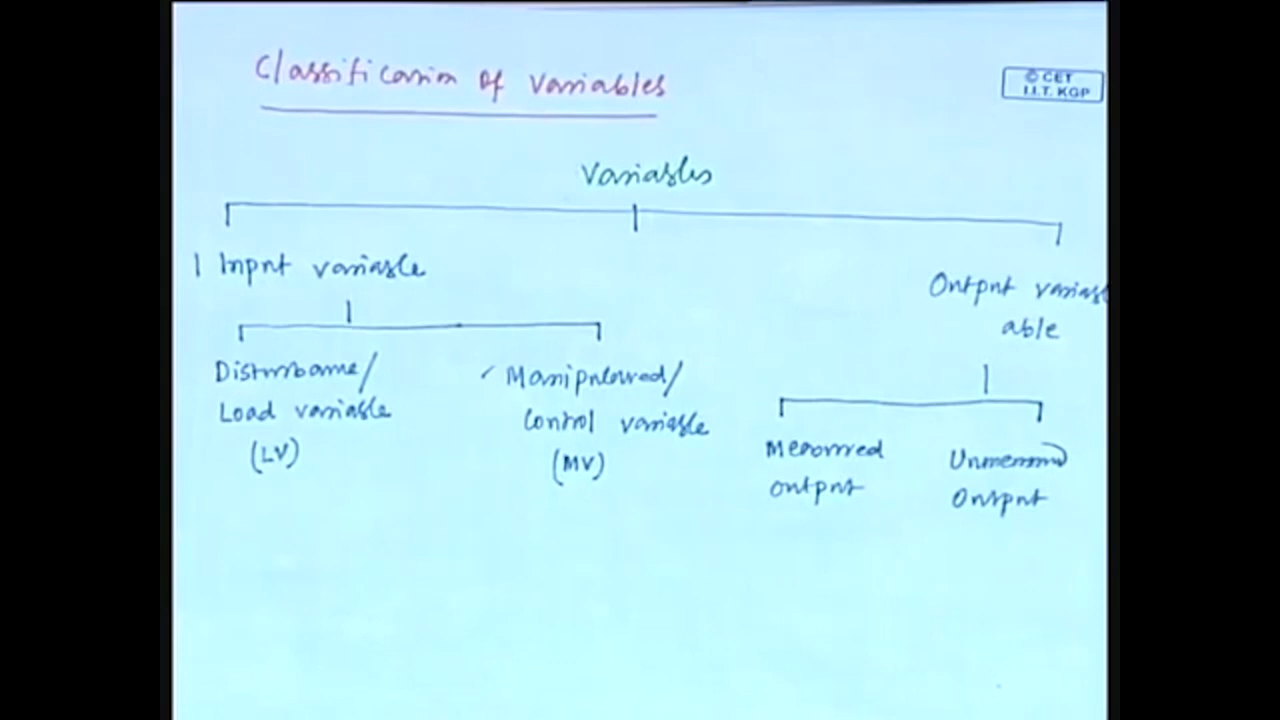 Classification of Variables
© CET
I.I.T. KGP
Variables
1 Input variable
Output variable
able
Disturbance/
Load variable
(LV)
Manipulated/
Control variable
(MV)
Measured
output
Unmeasured
Output